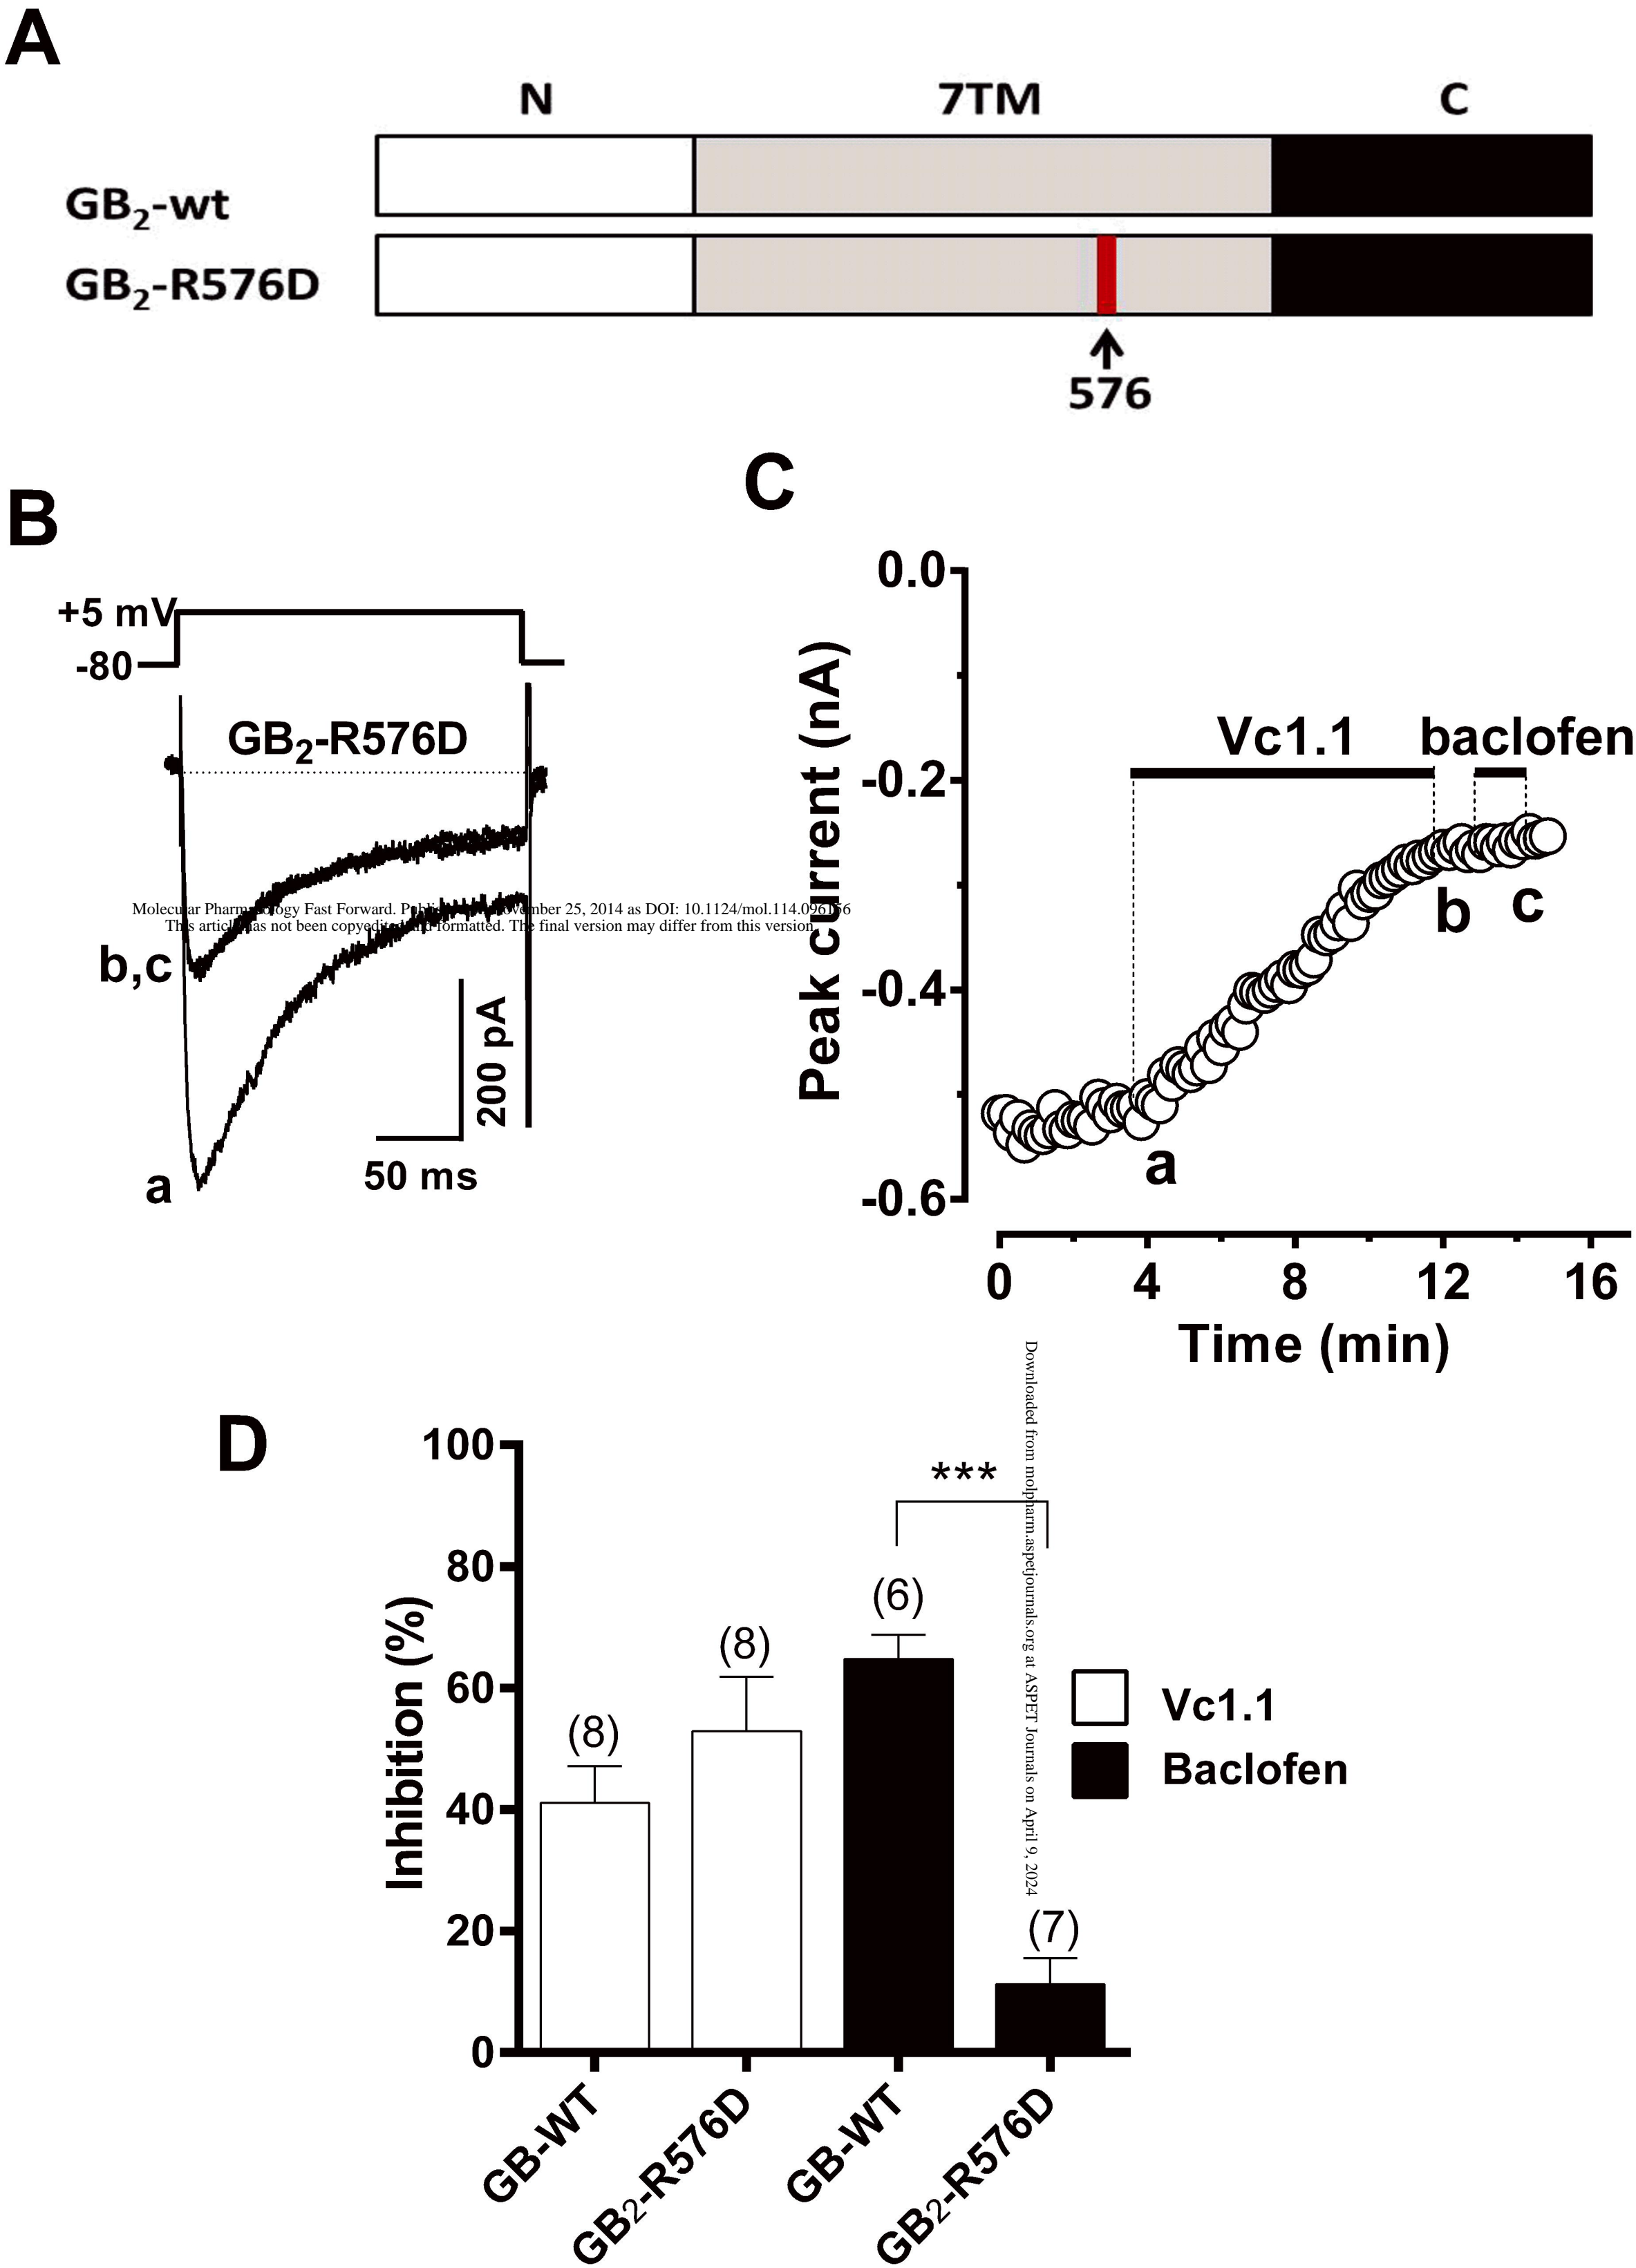 A
N 7TM C
GB2-wt
GB2-R576D
576
B
+5 mV
-80
GB2-R576D
b,c
a
200 pA
50 ms
C
Peak current (nA)
0.0
-0.2
-0.4
-0.6
Vc1.1 baclofen
a
b
c
0 4 8 12 16
Time (min)
Molecular Pharmacology Fast Forward. Published on November 25, 2014 as DOI: 10.1124/mol.114.096156
This article has not been copyedited and formatted. The final version may differ from this version.
Downloaded from molpharm.aspetjournals.org at ASPET Journals on April 9, 2024
D
Inhibition (%)
100
80
60
40
20
0
(8)
(8)
(6)
(7)
***
GB-WT
GB2-R576D
GB-WT
GB2-R576D
Vc1.1
Baclofen